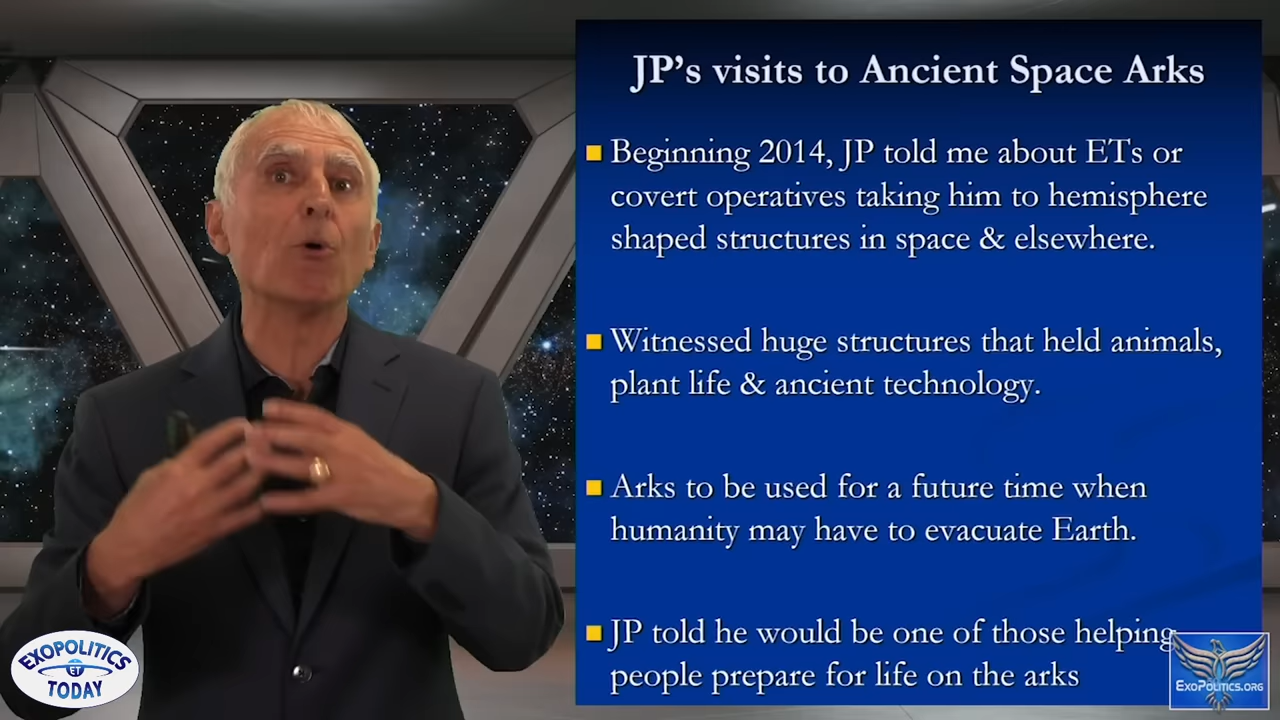 JP's visits to Ancient Space Arks
Beginning 2014, JP told me about ETs or
covert operatives taking him to hemisphere
shaped structures in space & elsewhere.
Witnessed huge structures that held animals,
plant life & ancient technology.
Arks to be used for a future time when
humanity may have to evacuate Earth.
JP told he would be one of those helping
people prepare for life on the arks
EXOPOLITICS
ET
TODAY
EXOPOLITICS.ORG